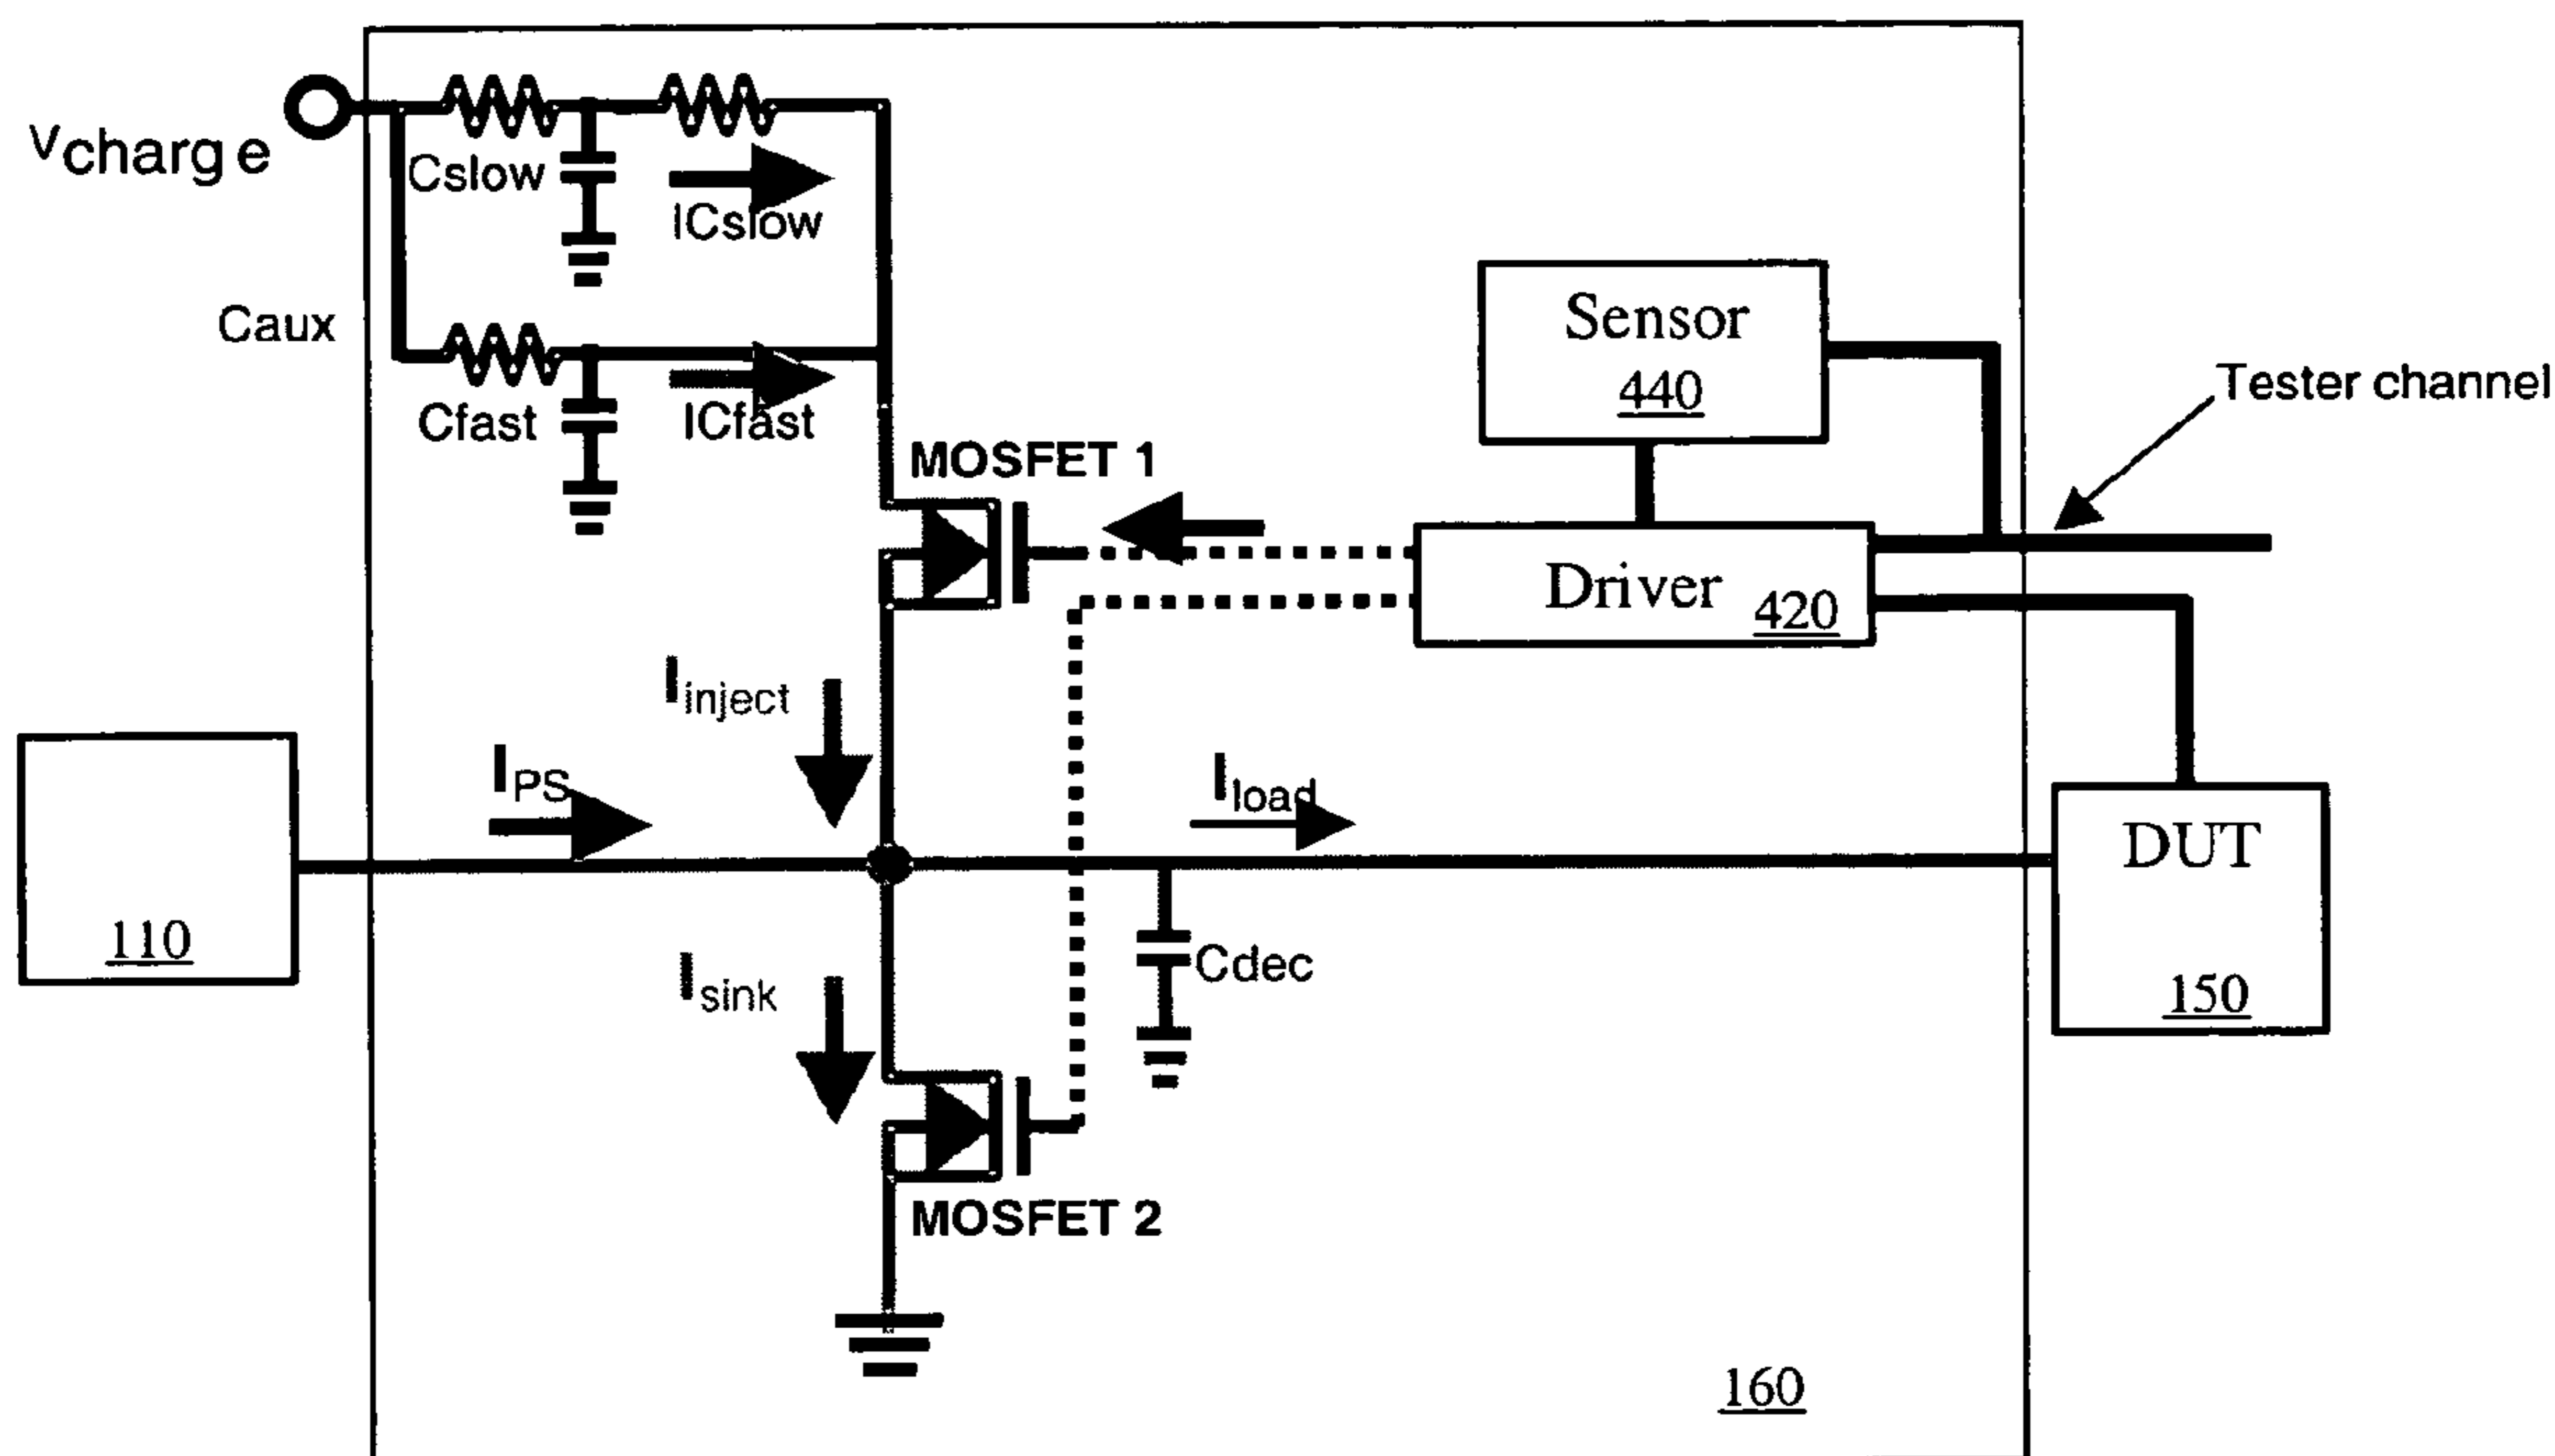 Vcharge
Cslow
ICslow
Caux
Cfast
ICfast
MOSFET 1
Sensor
440
Tester channel
Driver 420
Iinject
IPS
Iload
110
DUT
150
Isink
Cdec
MOSFET 2
160